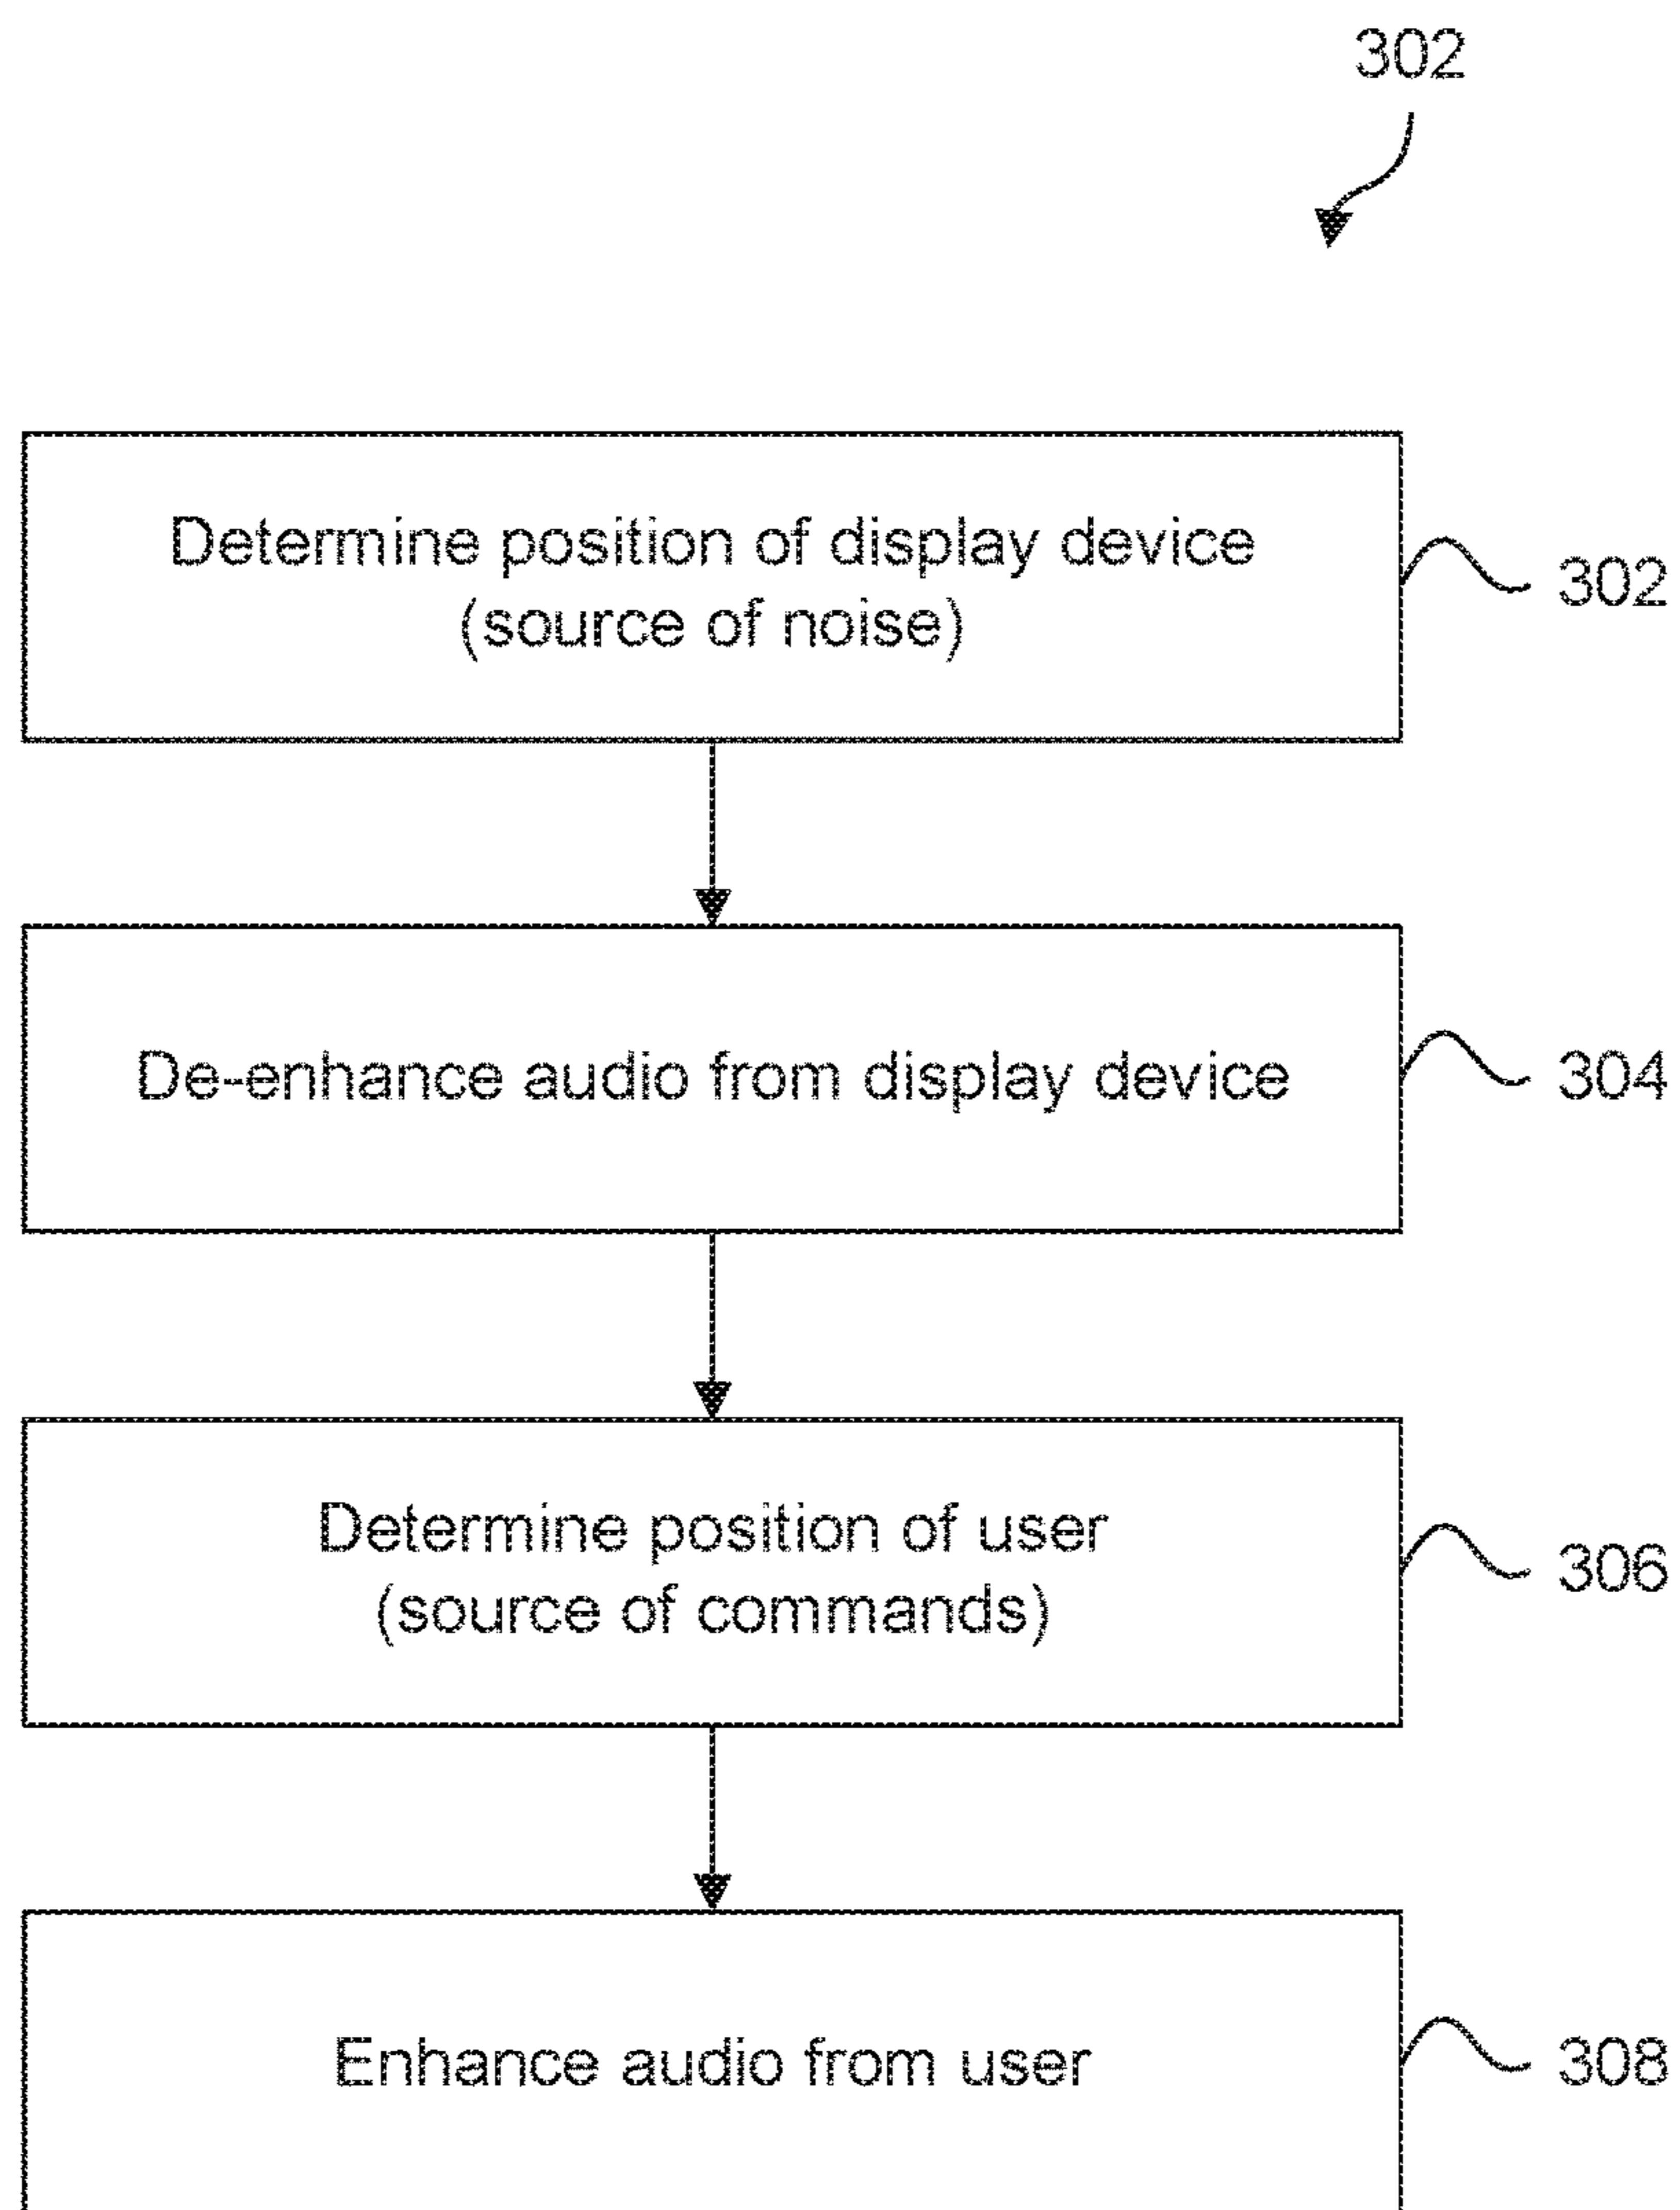 302
Determine position of display device
(source of noise)
302
De-enhance audio from display device
304
Determine position of user
(source of commands)
306
Enhance audio from user
308